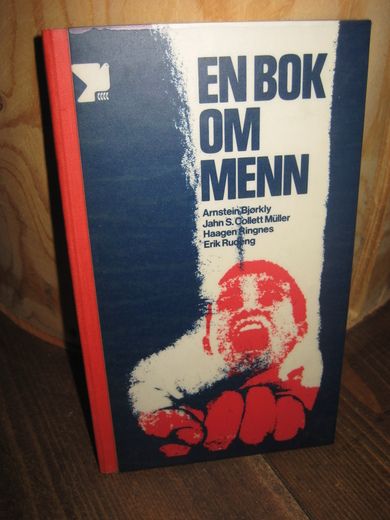 EN BOK
OM
MENN
Arnstein Bjørkly
Jahn S. Collett Müller
Haagen Ringnes
Erik Rudeng